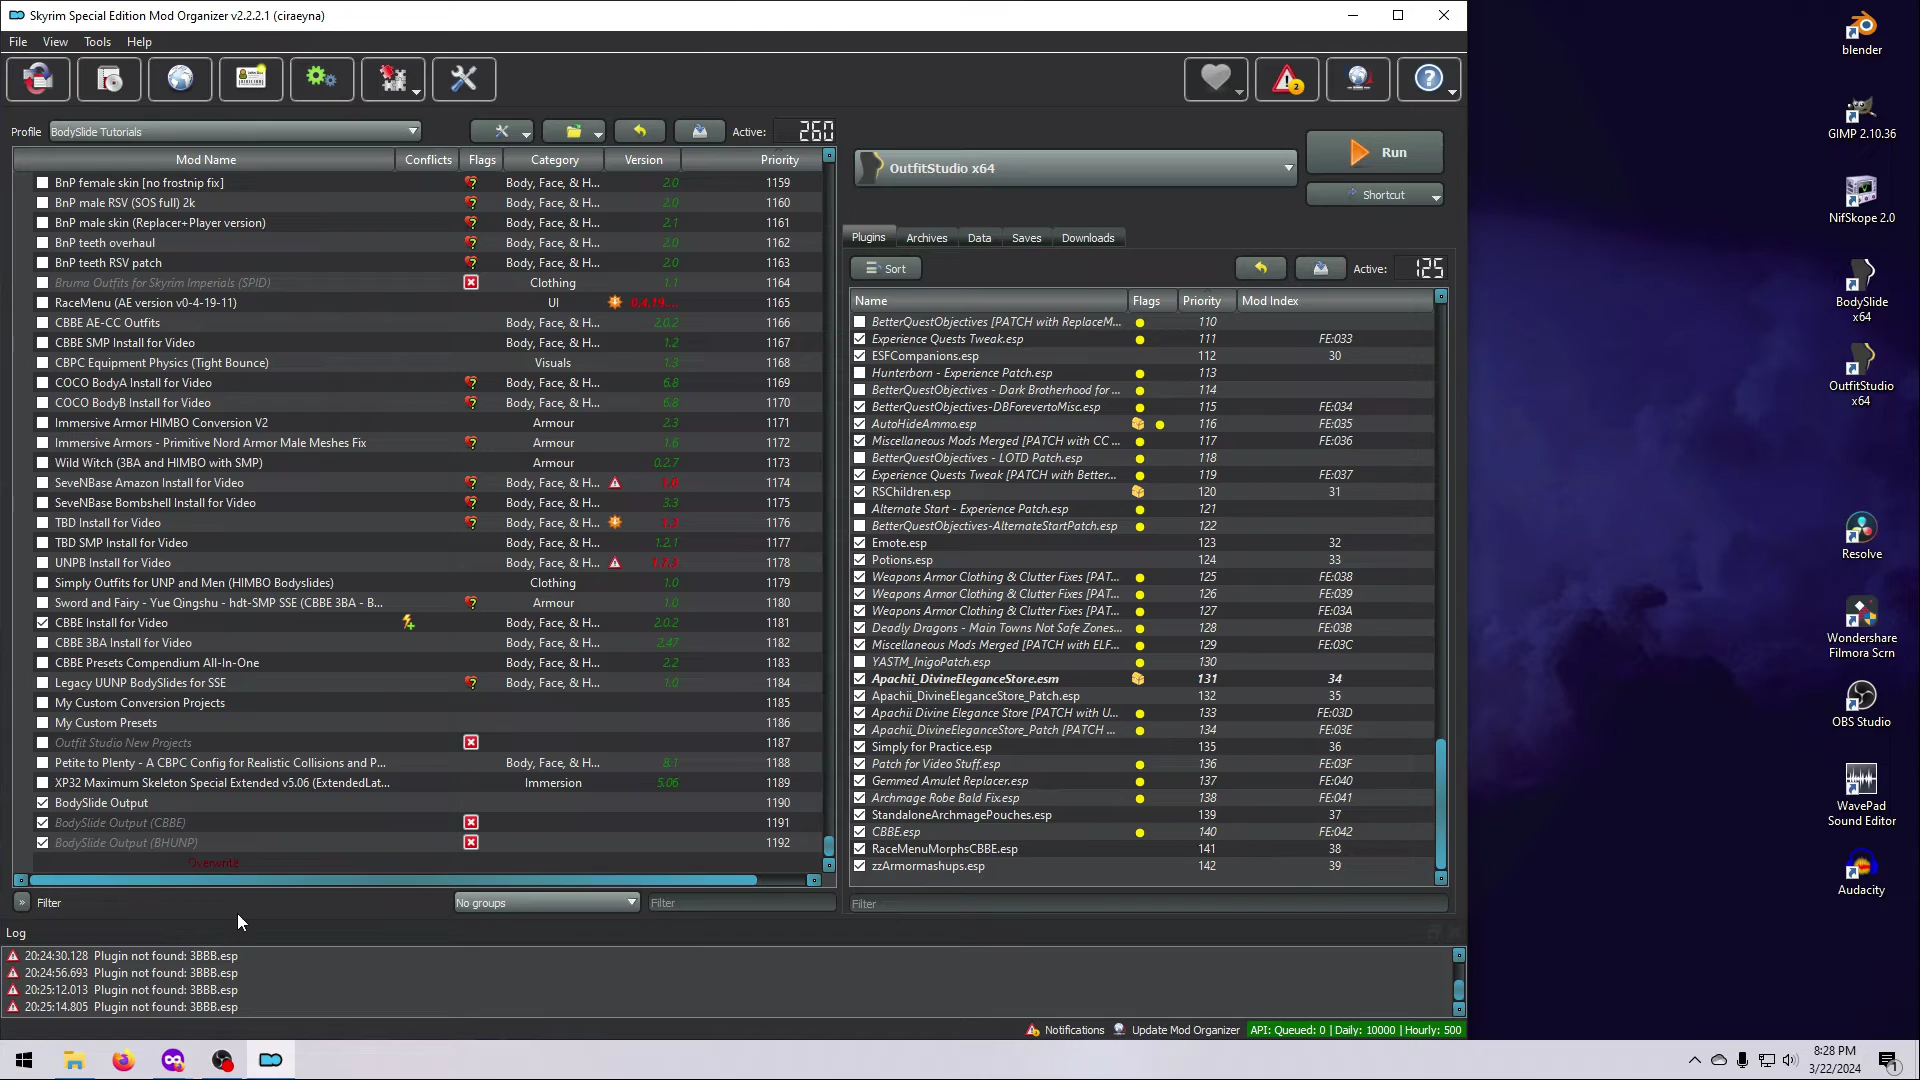 Skyrim Special Edition Mod Organizer v2.2.2.1 (ciraeyna)
File View Tools Help
Profile BodySlide Tutorials Active: 260
Mod Name Conflicts Flags Category Version Priority
BnP female skin [no frostnip fix] Body, Face, & H... 2.0 1159
BnP male RSV (SOS full) 2k Body, Face, & H... 2.0 1160
BnP male skin (Replacer+Player version) Body, Face, & H... 2.1 1161
BnP teeth overhaul Body, Face, & H... 2.0 1162
BnP teeth RSV patch Body, Face, & H... 2.0 1163
Bruma Outfits for Skyrim Imperials (SPID) Clothing 1.1 1164
RaceMenu (AE version v0-4-19-11) UI 0.4.19.... 1165
CBBE AE-CC Outfits Body, Face, & H... 2.0.2 1166
CBBE SMP Install for Video Body, Face, & H... 1.2 1167
CBPC Equipment Physics (Tight Bounce) Visuals 1.3 1168
COCO BodyA Install for Video Body, Face, & H... 6.8 1169
COCO BodyB Install for Video Body, Face, & H... 6.8 1170
Immersive Armor HIMBO Conversion V2 Armour 2.3 1171
Immersive Armors - Primitive Nord Armor Male Meshes Fix Armour 1.6 1172
Wild Witch (3BA and HIMBO with SMP) Armour 0.2.7 1173
SeveNBase Amazon Install for Video Body, Face, & H... 1.0 1174
SeveNBase Bombshell Install for Video Body, Face, & H... 3.3 1175
TBD Install for Video Body, Face, & H... 1.3 1176
TBD SMP Install for Video Body, Face, & H... 1.2.1 1177
UNPB Install for Video Body, Face, & H... 1.7.3 1178
Simply Outfits for UNP and Men (HIMBO Bodyslides) Clothing 1.0 1179
Sword and Fairy - Yue Qingshu - hdt-SMP SSE (CBBE 3BA - B... Armour 1.0 1180
CBBE Install for Video Body, Face, & H... 2.0.2 1181
CBBE 3BA Install for Video Body, Face, & H... 2.47 1182
CBBE Presets Compendium All-In-One Body, Face, & H... 2.2 1183
Legacy UUNP BodySlides for SSE Body, Face, & H... 1.0 1184
My Custom Conversion Projects 1185
My Custom Presets 1186
Outfit Studio New Projects 1187
Petite to Plenty - A CBPC Config for Realistic Collisions and P... Body, Face, & H... 8.1 1188
XP32 Maximum Skeleton Special Extended v5.06 (ExtendedLat... Immersion 5.06 1189
BodySlide Output 1190
BodySlide Output (CBBE) 1191
BodySlide Output (BHUNP) 1192
Overwrite
» Filter No groups Filter
OutfitStudio x64 Run
Shortcut
Plugins Archives Data Saves Downloads
Sort Active: 125
Name Flags Priority Mod Index
BetterQuestObjectives [PATCH with ReplaceM... 110
Experience Quests Tweak.esp 111 FE:033
ESFCompanions.esp 112 30
Hunterborn - Experience Patch.esp 113
BetterQuestObjectives - Dark Brotherhood for ... 114
BetterQuestObjectives-DBForevertoMisc.esp 115 FE:034
AutoHideAmmo.esp 116 FE:035
Miscellaneous Mods Merged [PATCH with CC ... 117 FE:036
BetterQuestObjectives - LOTD Patch.esp 118
Experience Quests Tweak [PATCH with Better... 119 FE:037
RSChildren.esp 120 31
Alternate Start - Experience Patch.esp 121
BetterQuestObjectives-AlternateStartPatch.esp 122
Emote.esp 123 32
Potions.esp 124 33
Weapons Armor Clothing & Clutter Fixes [PAT... 125 FE:038
Weapons Armor Clothing & Clutter Fixes [PAT... 126 FE:039
Weapons Armor Clothing & Clutter Fixes [PAT... 127 FE:03A
Deadly Dragons - Main Towns Not Safe Zones... 128 FE:03B
Miscellaneous Mods Merged [PATCH with ELF... 129 FE:03C
YASTM_InigoPatch.esp 130
Apachii_DivineEleganceStore.esm 131 34
Apachii_DivineEleganceStore_Patch.esp 132 35
Apachii Divine Elegance Store [PATCH with U... 133 FE:03D
Apachii_DivineEleganceStore_Patch [PATCH ... 134 FE:03E
Simply for Practice.esp 135 36
Patch for Video Stuff.esp 136 FE:03F
Gemmed Amulet Replacer.esp 137 FE:040
Archmage Robe Bald Fix.esp 138 FE:041
StandaloneArchmagePouches.esp 139 37
CBBE.esp 140 FE:042
RaceMenuMorphsCBBE.esp 141 38
zzArmormashups.esp 142 39
Filter
Log
20:24:30.128 Plugin not found: 3BBB.esp
20:24:56.693 Plugin not found: 3BBB.esp
20:25:12.013 Plugin not found: 3BBB.esp
20:25:14.805 Plugin not found: 3BBB.esp
Notifications Update Mod Organizer API: Queued: 0 | Daily: 10000 | Hourly: 500
blender
GIMP 2.10.36
NifSkope 2.0
BodySlide
x64
OutfitStudio
x64
Resolve
Wondershare
Filmora Scrn
OBS Studio
WavePad
Sound Editor
Audacity
8:28 PM
3/22/2024